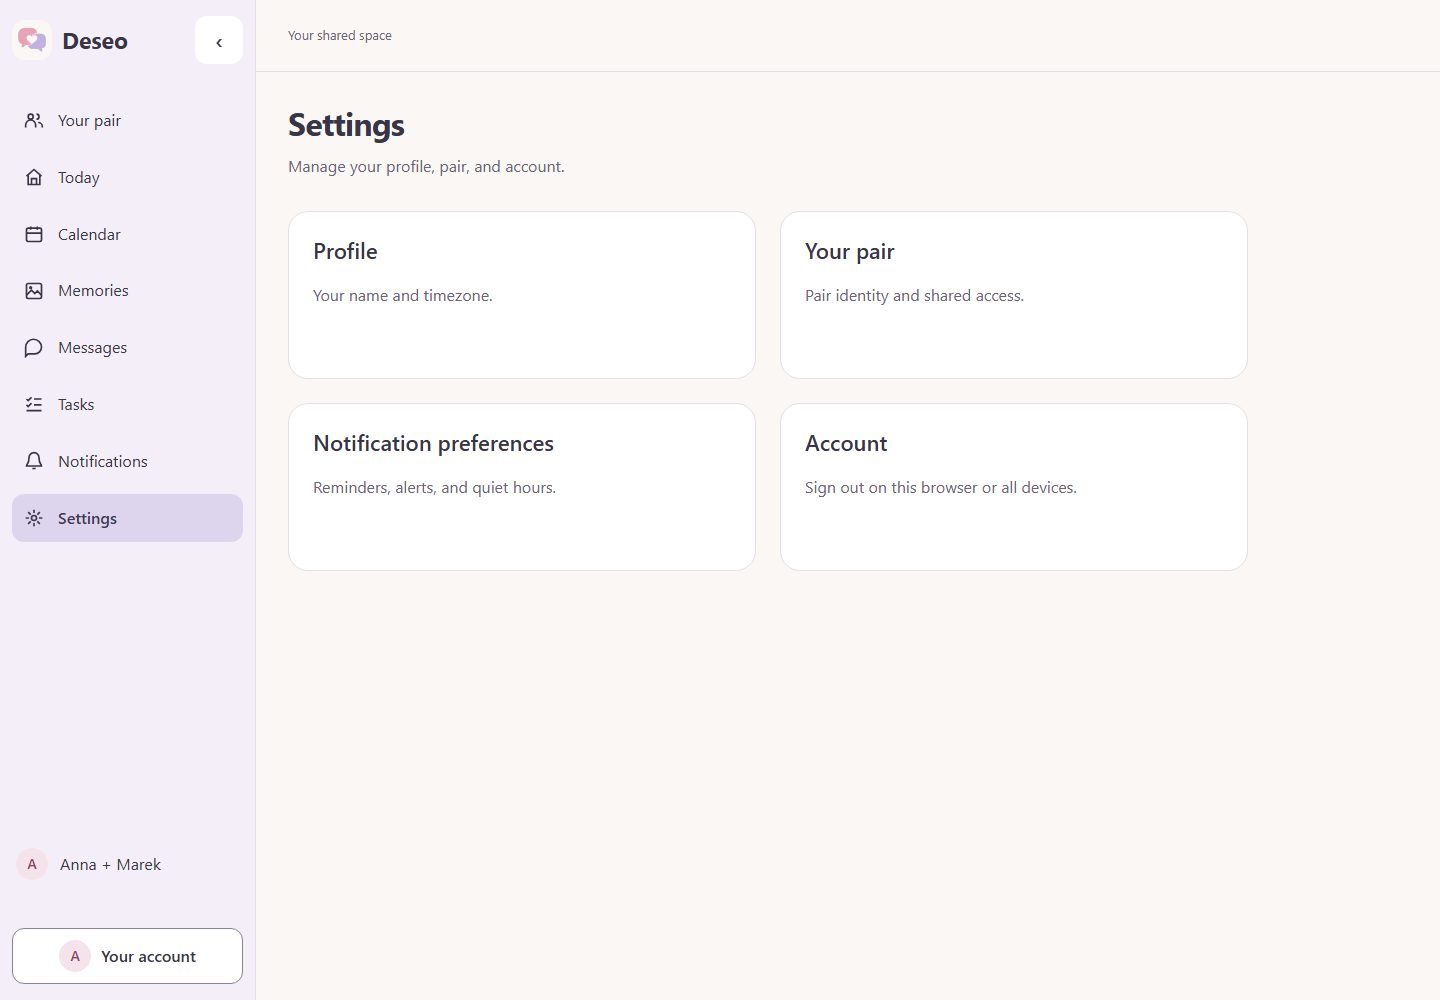 Deseo
‹
Your pair
Today
Calendar
Memories
Messages
Tasks
Notifications
Settings
A Anna + Marek
A Your account
Your shared space
Settings
Manage your profile, pair, and account.
Profile
Your name and timezone.
Your pair
Pair identity and shared access.
Notification preferences
Reminders, alerts, and quiet hours.
Account
Sign out on this browser or all devices.